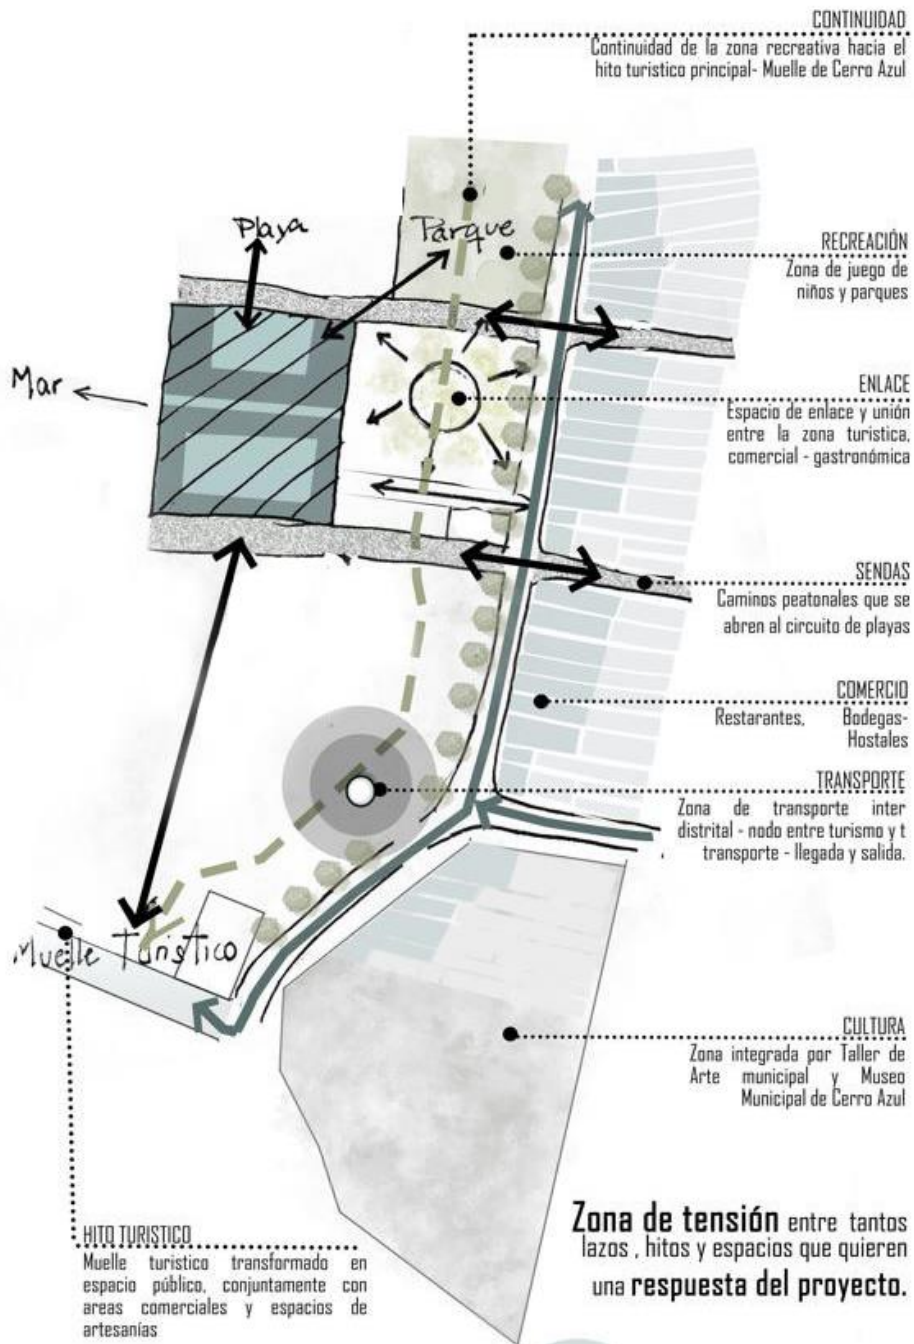 CONTINUIDAD
Continuidad de la zona recreativa hacia el
hito turistico principal- Muelle de Cerro Azul
Playa
Parque
RECREACIÓN
Zona de juego de
niños y parques
Mar
ENLACE
Espacio de enlace y unión
entre la zona turistica,
comercial - gastronómica
SENDAS
Caminos peatonales que se
abren al circuito de playas
COMERCIO
Restarantes, Bodegas-
Hostales
TRANSPORTE
Zona de transporte inter
distrital - nodo entre turismo y t
transporte - llegada y salida.
Muelle Turistico
CULTURA
Zona integrada por Taller de
Arte municipal y Museo
Municipal de Cerro Azul
HITO TURISTICO
Muelle turistico transformado en
espacio público, conjuntamente con
areas comerciales y espacios de
artesanías
Zona de tensión entre tantos
lazos , hitos y espacios que quieren
una respuesta del proyecto.